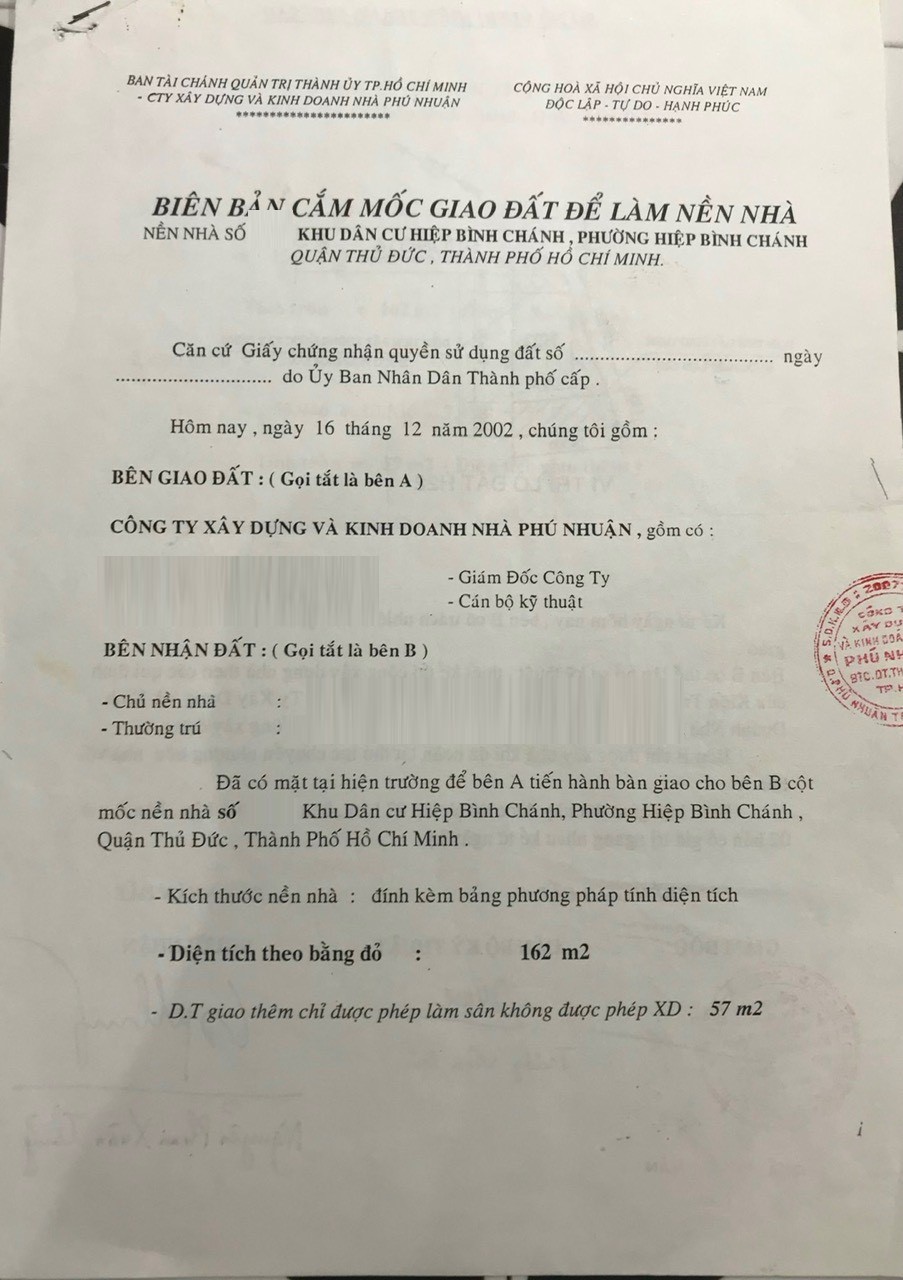 BAN TÀI CHÁNH QUẢN TRỊ THÀNH ỦY TP.HỒ CHÍ MINH
- CTY XÂY DỰNG VÀ KINH DOANH NHÀ PHÚ NHUẬN
***********************
CỘNG HOÀ XÃ HỘI CHỦ NGHĨA VIỆT NAM
ĐỘC LẬP - TỰ DO - HẠNH PHÚC
***************
BIÊN BẢN CẮM MỐC GIAO ĐẤT ĐỂ LÀM NỀN NHÀ
NỀN NHÀ SỐ KHU DÂN CƯ HIỆP BÌNH CHÁNH , PHƯỜNG HIỆP BÌNH CHÁNH
QUẬN THỦ ĐỨC , THÀNH PHỐ HỒ CHÍ MINH.
Căn cứ Giấy chứng nhận quyền sử dụng đất số ...................................... ngày
.............................. do Ủy Ban Nhân Dân Thành phố cấp .
Hôm nay , ngày 16 tháng 12 năm 2002 , chúng tôi gồm :
BÊN GIAO ĐẤT : ( Gọi tắt là bên A )
CÔNG TY XÂY DỰNG VÀ KINH DOANH NHÀ PHÚ NHUẬN , gồm có :
- Giám Đốc Công Ty
- Cán bộ kỹ thuật
BÊN NHẬN ĐẤT : ( Gọi tắt là bên B )
- Chủ nền nhà :
- Thường trú :
Đã có mặt tại hiện trường để bên A tiến hành bàn giao cho bên B cột
mốc nền nhà số Khu Dân cư Hiệp Bình Chánh, Phường Hiệp Bình Chánh ,
Quận Thủ Đức , Thành Phố Hồ Chí Minh .
- Kích thước nền nhà : đính kèm bảng phương pháp tính diện tích
- Diện tích theo bằng đỏ : 162 m2
- D.T giao thêm chỉ được phép làm sân không được phép XD : 57 m2
PHÚ NH